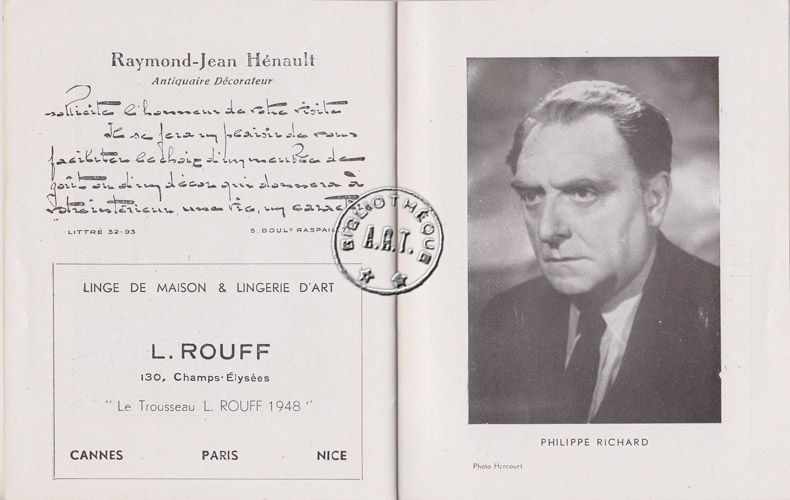 Raymond-Jean Hénault
Antiquaire Décorateur
sollicite l'honneur de votre visite
et se fera un plaisir de vous
faciliter le choix d'un meuble de
goût ou d'un décor qui donnera à
votre intérieur, une vie, un
LITTRÉ 32-93
5, BOUL. RASPAIL
BIBLIOTHÈQUE
A.R.T.
LINGE DE MAISON & LINGERIE D'ART
L. ROUFF
130, Champs-Élysées
" Le Trousseau L. ROUFF 1948 "
CANNES PARIS NICE
PHILIPPE RICHARD
Photo Harcourt